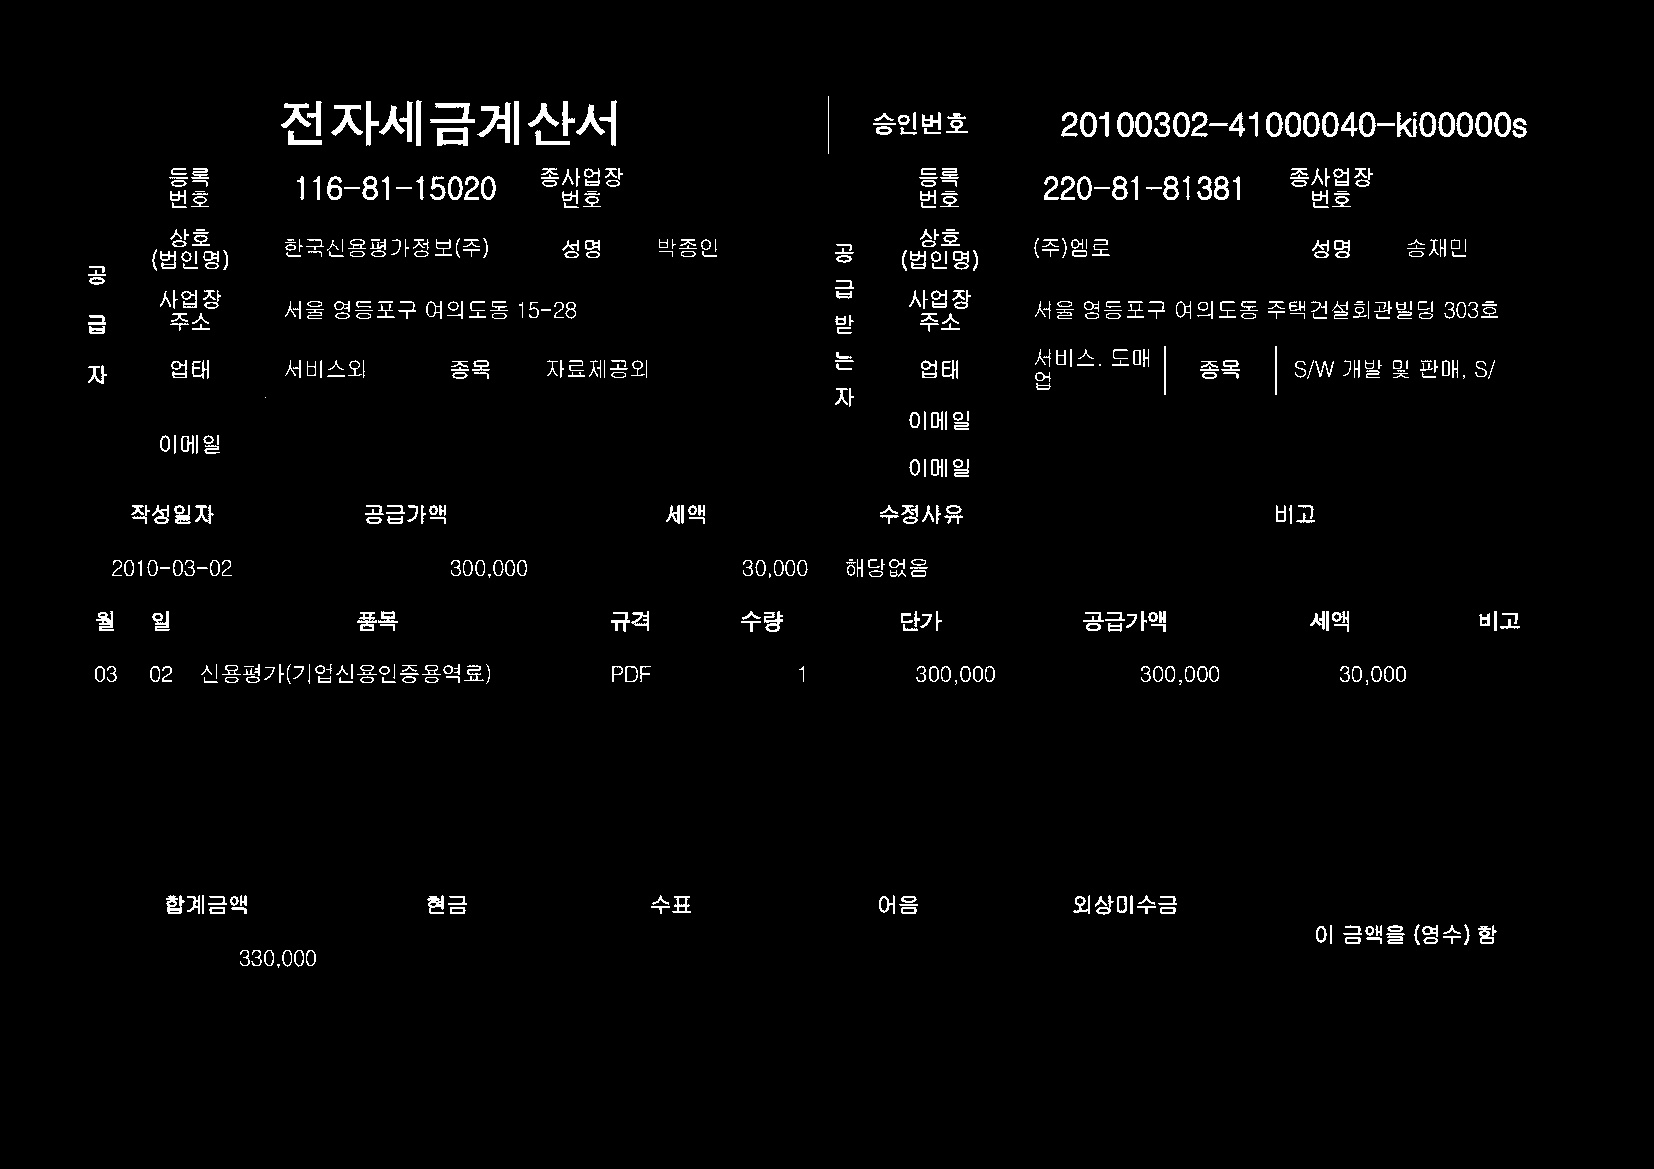 전자세금계산서 승인번호 20100302-41000040-ki00000s
등록번호 116-81-15020 종사업장번호 등록번호 220-81-81381 종사업장번호
공급자 공급받는자
상호(법인명) 한국신용평가정보(주) 성명 박종인 상호(법인명) (주)엠로 성명 송재민
사업장주소 서울 영등포구 여의도동 15-28 사업장주소 서울 영등포구 여의도동 주택건설회관빌딩 303호
업태 서비스외 종목 자료제공외 업태 서비스. 도매업 종목 S/W 개발 및 판매, S/
이메일 이메일
이메일
작성일자 공급가액 세액 수정사유 비고
2010-03-02 300,000 30,000 해당없음
월 일 품목 규격 수량 단가 공급가액 세액 비고
03 02 신용평가(기업신용인증용역료) PDF 1 300,000 300,000 30,000
합계금액 현금 수표 어음 외상미수금
이 금액을 (영수) 함
330,000